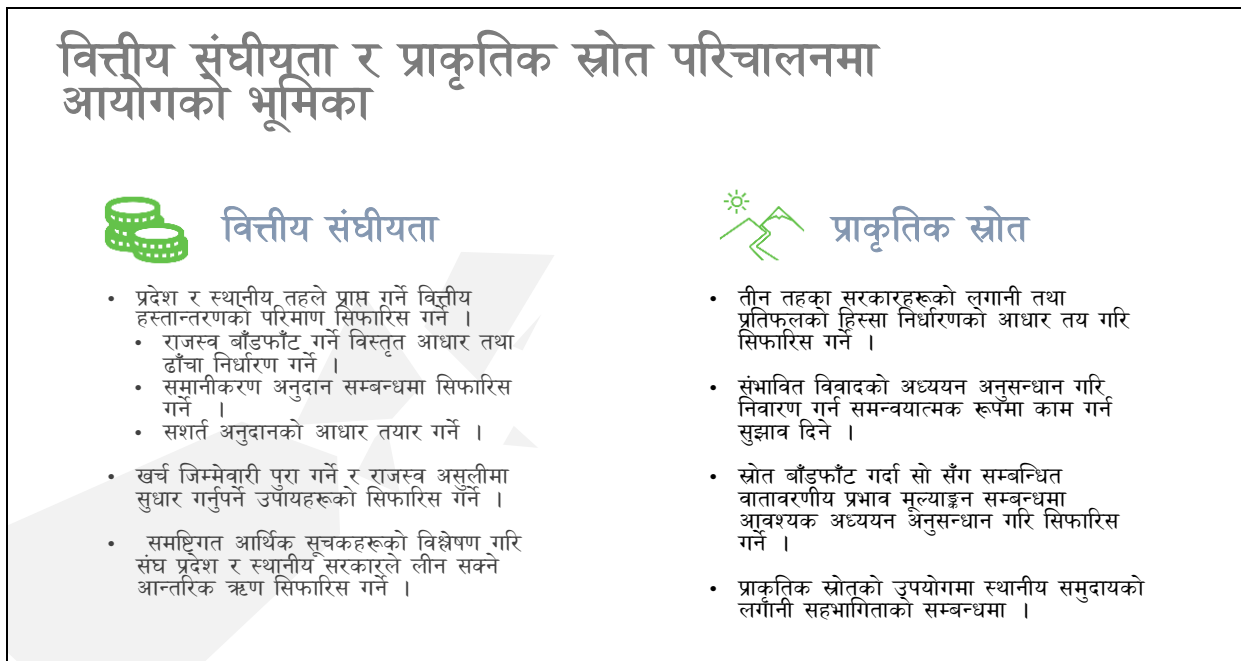 वित्तीय संघीयता र प्राकृतिक स्रोत परिचालनमा
आयोगको भूमिका
वित्तीय संघीयता
• प्रदेश र स्थानीय तहले प्राप्त गर्ने वित्तीय
हस्तान्तरणको परिमाण सिफारिस गर्ने ।
• राजस्व बाँडफाँट गर्ने विस्तृत आधार तथा
ढाँचा निर्धारण गर्ने ।
• समानीकरण अनुदान सम्बन्धमा सिफारिस
गर्ने ।
• सशर्त अनुदानको आधार तयार गर्ने ।
• खर्च जिम्मेवारी पुरा गर्ने र राजस्व असुलीमा
सुधार गर्नुपर्ने उपायहरूको सिफारिस गर्ने ।
• समष्टिगत आर्थिक सूचकहरूको विश्लेषण गरि
संघ प्रदेश र स्थानीय सरकारले लीन सक्ने
आन्तरिक ऋण सिफारिस गर्ने ।
प्राकृतिक स्रोत
• तीन तहका सरकारहरूको लगानी तथा
प्रतिफलको हिस्सा निर्धारणको आधार तय गरि
सिफारिस गर्ने ।
• संभावित विवादको अध्ययन अनुसन्धान गरि
निवारण गर्न समन्वयात्मक रूपमा काम गर्न
सुझाव दिने ।
• स्रोत बाँडफाँट गर्दा सो सँग सम्बन्धित
वातावरणीय प्रभाव मूल्याङ्कन सम्बन्धमा
आवश्यक अध्ययन अनुसन्धान गरि सिफारिस
गर्ने ।
• प्राकृतिक स्रोतको उपयोगमा स्थानीय समुदायको
लगानी सहभागिताको सम्बन्धमा ।